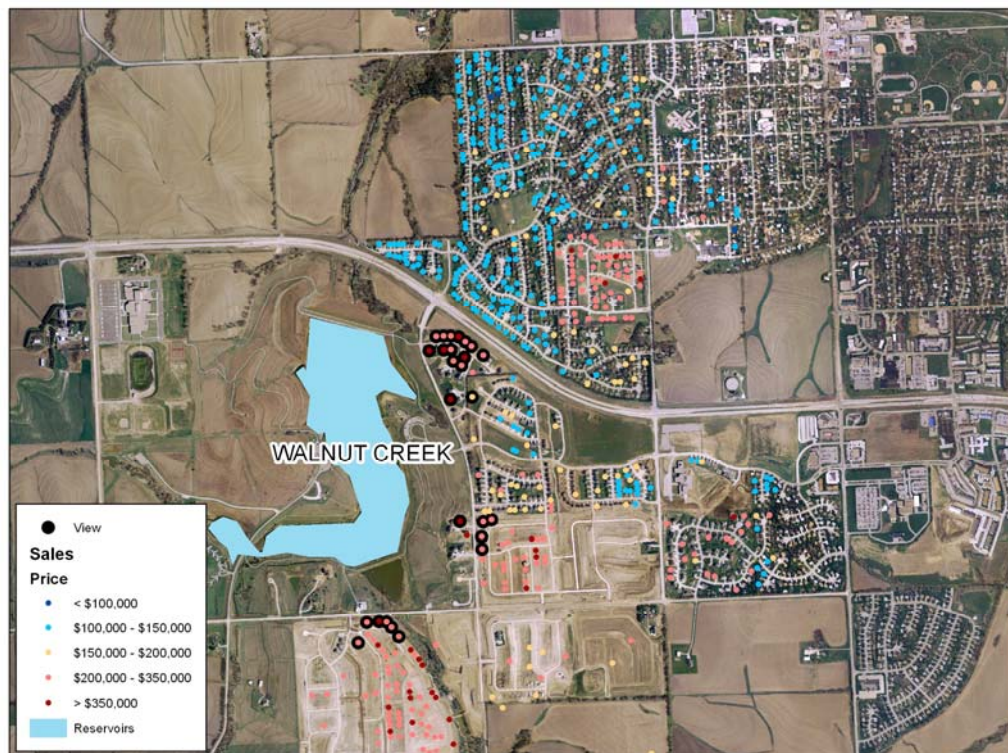 WALNUT CREEK
View
Sales
Price
< $100,000
$100,000 - $150,000
$150,000 - $200,000
$200,000 - $350,000
> $350,000
Reservoirs